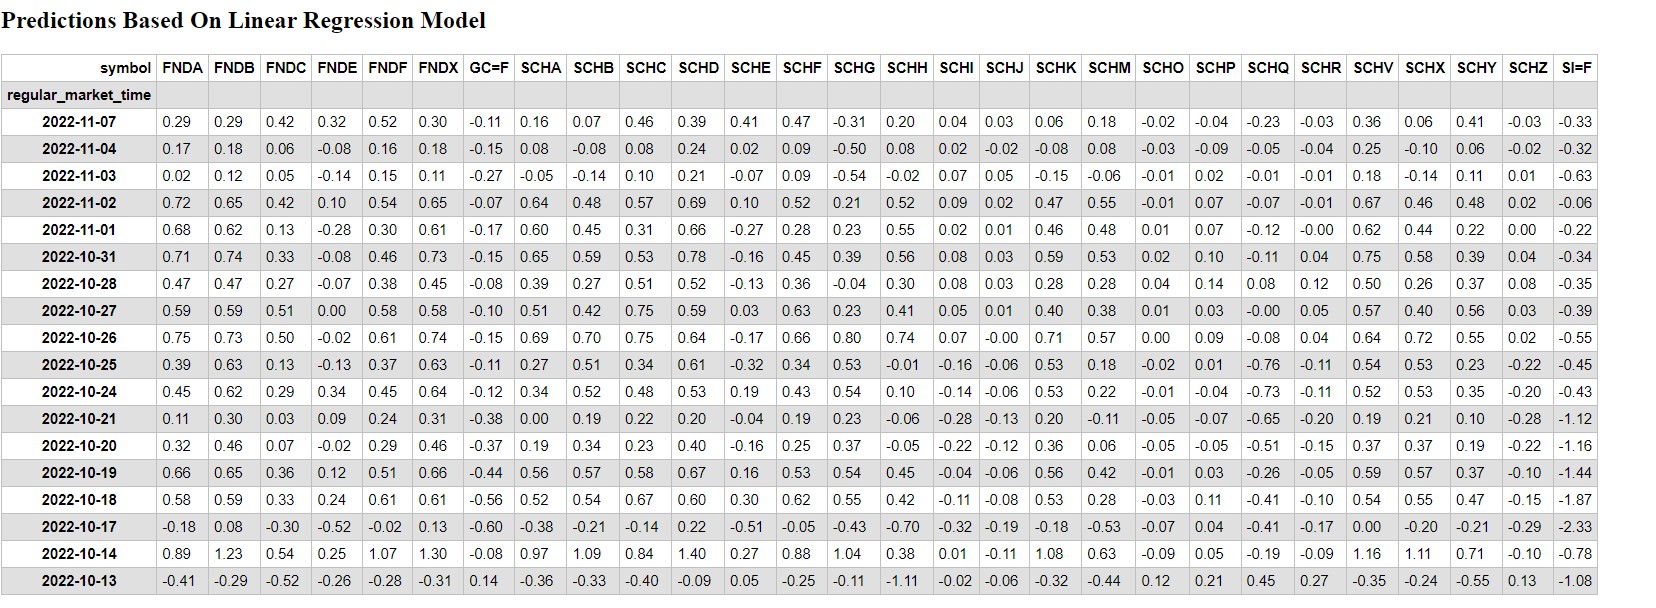 Predictions Based On Linear Regression Model
symbol FNDA FNDB FNDC FNDE FNDF FNDX GC=F SCHA SCHB SCHC SCHD SCHE SCHF SCHG SCHH SCHI SCHJ SCHK SCHM SCHO SCHP SCHQ SCHR SCHV SCHX SCHY SCHZ SI=F
regular_market_time
2022-11-07 0.29 0.29 0.42 0.32 0.52 0.30 -0.11 0.16 0.07 0.46 0.39 0.41 0.47 -0.31 0.20 0.04 0.03 0.06 0.18 -0.02 -0.04 -0.23 -0.03 0.36 0.06 0.41 -0.03 -0.33
2022-11-04 0.17 0.18 0.06 -0.08 0.16 0.18 -0.15 0.08 -0.08 0.08 0.24 0.02 0.09 -0.50 0.08 0.02 -0.02 -0.08 0.08 -0.03 -0.09 -0.05 -0.04 0.25 -0.10 0.06 -0.02 -0.32
2022-11-03 0.02 0.12 0.05 -0.14 0.15 0.11 -0.27 -0.05 -0.14 0.10 0.21 -0.07 0.09 -0.54 -0.02 0.07 0.05 -0.15 -0.06 -0.01 0.02 -0.01 -0.01 0.18 -0.14 0.11 0.01 -0.63
2022-11-02 0.72 0.65 0.42 0.10 0.54 0.65 -0.07 0.64 0.48 0.57 0.69 0.10 0.52 0.21 0.52 0.09 0.02 0.47 0.55 -0.01 0.07 -0.07 -0.01 0.67 0.46 0.48 0.02 -0.06
2022-11-01 0.68 0.62 0.13 -0.28 0.30 0.61 -0.17 0.60 0.45 0.31 0.66 -0.27 0.28 0.23 0.55 0.02 0.01 0.46 0.48 0.01 0.07 -0.12 -0.00 0.62 0.44 0.22 0.00 -0.22
2022-10-31 0.71 0.74 0.33 -0.08 0.46 0.73 -0.15 0.65 0.59 0.53 0.78 -0.16 0.45 0.39 0.56 0.08 0.03 0.59 0.53 0.02 0.10 -0.11 0.04 0.75 0.58 0.39 0.04 -0.34
2022-10-28 0.47 0.47 0.27 -0.07 0.38 0.45 -0.08 0.39 0.27 0.51 0.52 -0.13 0.36 -0.04 0.30 0.08 0.03 0.28 0.28 0.04 0.14 0.08 0.12 0.50 0.26 0.37 0.08 -0.35
2022-10-27 0.59 0.59 0.51 0.00 0.58 0.58 -0.10 0.51 0.42 0.75 0.59 0.03 0.63 0.23 0.41 0.05 0.01 0.40 0.38 0.01 0.03 -0.00 0.05 0.57 0.40 0.56 0.03 -0.39
2022-10-26 0.75 0.73 0.50 -0.02 0.61 0.74 -0.15 0.69 0.70 0.75 0.64 -0.17 0.66 0.80 0.74 0.07 -0.00 0.71 0.57 0.00 0.09 -0.08 0.04 0.64 0.72 0.55 0.02 -0.55
2022-10-25 0.39 0.63 0.13 -0.13 0.37 0.63 -0.11 0.27 0.51 0.34 0.61 -0.32 0.34 0.53 -0.01 -0.16 -0.06 0.53 0.18 -0.02 0.01 -0.76 -0.11 0.54 0.53 0.23 -0.22 -0.45
2022-10-24 0.45 0.62 0.29 0.34 0.45 0.64 -0.12 0.34 0.52 0.48 0.53 0.19 0.43 0.54 0.10 -0.14 -0.06 0.53 0.22 -0.01 -0.04 -0.73 -0.11 0.52 0.53 0.35 -0.20 -0.43
2022-10-21 0.11 0.30 0.03 0.09 0.24 0.31 -0.38 0.00 0.19 0.22 0.20 -0.04 0.19 0.23 -0.06 -0.28 -0.13 0.20 -0.11 -0.05 -0.07 -0.65 -0.20 0.19 0.21 0.10 -0.28 -1.12
2022-10-20 0.32 0.46 0.07 -0.02 0.29 0.46 -0.37 0.19 0.34 0.23 0.40 -0.16 0.25 0.37 -0.05 -0.22 -0.12 0.36 0.06 -0.05 -0.05 -0.51 -0.15 0.37 0.37 0.19 -0.22 -1.16
2022-10-19 0.66 0.65 0.36 0.12 0.51 0.66 -0.44 0.56 0.57 0.58 0.67 0.16 0.53 0.54 0.45 -0.04 -0.06 0.56 0.42 -0.01 0.03 -0.26 -0.05 0.59 0.57 0.37 -0.10 -1.44
2022-10-18 0.58 0.59 0.33 0.24 0.61 0.61 -0.56 0.52 0.54 0.67 0.60 0.30 0.62 0.55 0.42 -0.11 -0.08 0.53 0.28 -0.03 0.11 -0.41 -0.10 0.54 0.55 0.47 -0.15 -1.87
2022-10-17 -0.18 0.08 -0.30 -0.52 -0.02 0.13 -0.60 -0.38 -0.21 -0.14 0.22 -0.51 -0.05 -0.43 -0.70 -0.32 -0.19 -0.18 -0.53 -0.07 0.04 -0.41 -0.17 0.00 -0.20 -0.21 -0.29 -2.33
2022-10-14 0.89 1.23 0.54 0.25 1.07 1.30 -0.08 0.97 1.09 0.84 1.40 0.27 0.88 1.04 0.38 0.01 -0.11 1.08 0.63 -0.09 0.05 -0.19 -0.09 1.16 1.11 0.71 -0.10 -0.78
2022-10-13 -0.41 -0.29 -0.52 -0.26 -0.28 -0.31 0.14 -0.36 -0.33 -0.40 -0.09 0.05 -0.25 -0.11 -1.11 -0.02 -0.06 -0.32 -0.44 0.12 0.21 0.45 0.27 -0.35 -0.24 -0.55 0.13 -1.08